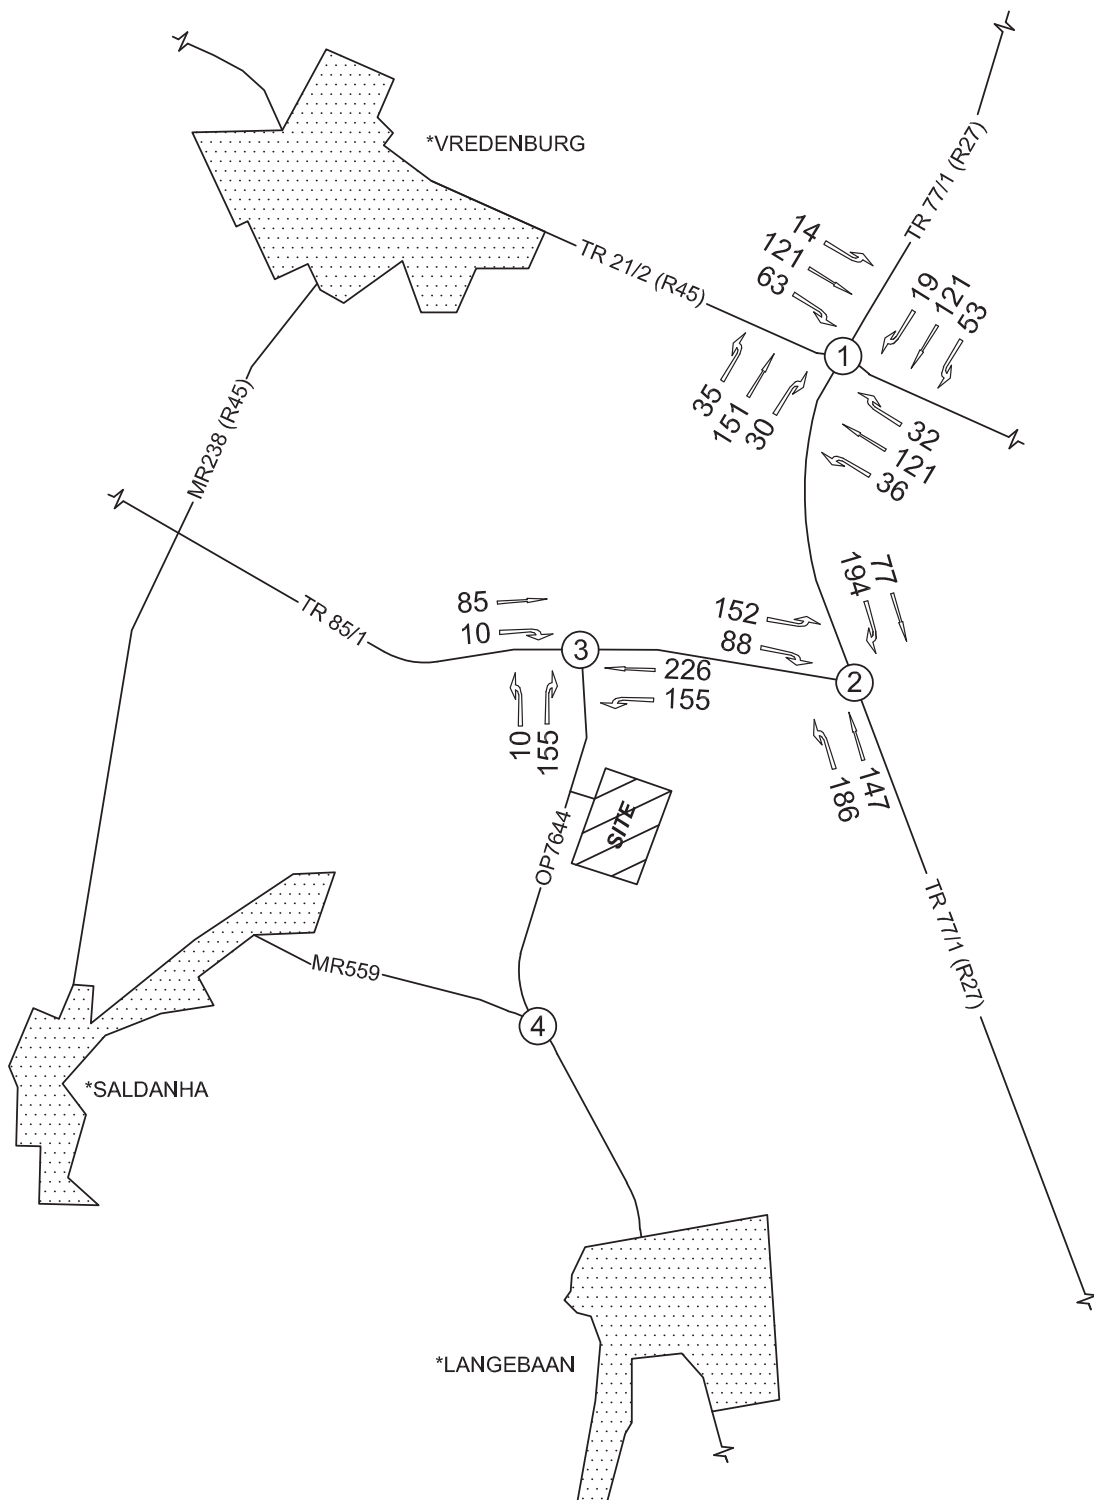 *VREDENBURG
TR 77/1 (R27)
TR 21/2 (R45)
14
121
63
19
121
53
1
35
151
30
32
121
36
MR238 (R45)
TR 85/1
85
10
3
152
88
194
77
2
226
155
10
155
186
147
SITE
OP7644
TR 77/1 (R27)
MR559
4
*SALDANHA
*LANGEBAAN